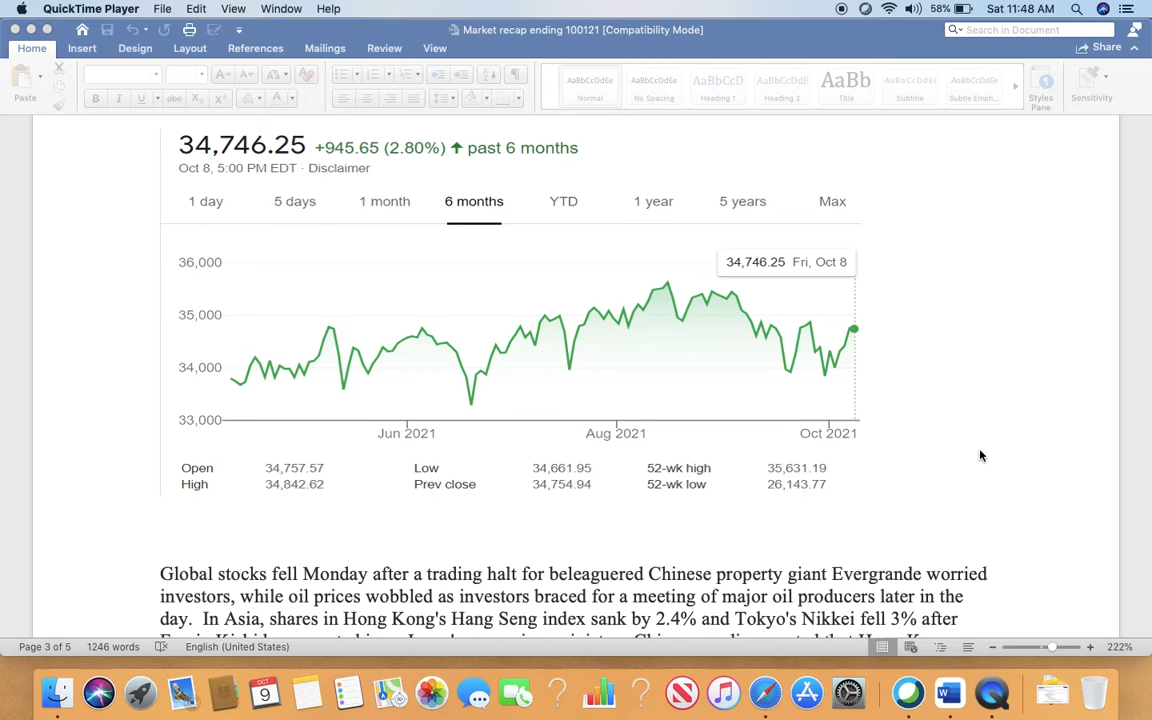 QuickTime Player File Edit View Window Help 58% Sat 11:48 AM
Market recap ending 100121 [Compatibility Mode] Search in Document
Home Insert Design Layout References Mailings Review View Share
Paste
B I U abc X2 X2 A A
AaBbCcDdEe AaBbCcDdEe AaBbCcD AaBbCcDdEe AaBb AaBbCcDdEe AaBbCcDdEe
Normal No Spacing Heading 1 Heading 2 Title Subtitle Subtle Emph... Styles Pane Sensitivity
34,746.25 +945.65 (2.80%) ↑ past 6 months
Oct 8, 5:00 PM EDT · Disclaimer
1 day 5 days 1 month 6 months YTD 1 year 5 years Max
34,746.25 Fri, Oct 8
36,000
35,000
34,000
33,000
Jun 2021 Aug 2021 Oct 2021
Open 34,757.57 Low 34,661.95 52-wk high 35,631.19
High 34,842.62 Prev close 34,754.94 52-wk low 26,143.77
Global stocks fell Monday after a trading halt for beleaguered Chinese property giant Evergrande worried
investors, while oil prices wobbled as investors braced for a meeting of major oil producers later in the
day. In Asia, shares in Hong Kong's Hang Seng index sank by 2.4% and Tokyo's Nikkei fell 3% after
Page 3 of 5 1246 words English (United States) 222%
OCT
9